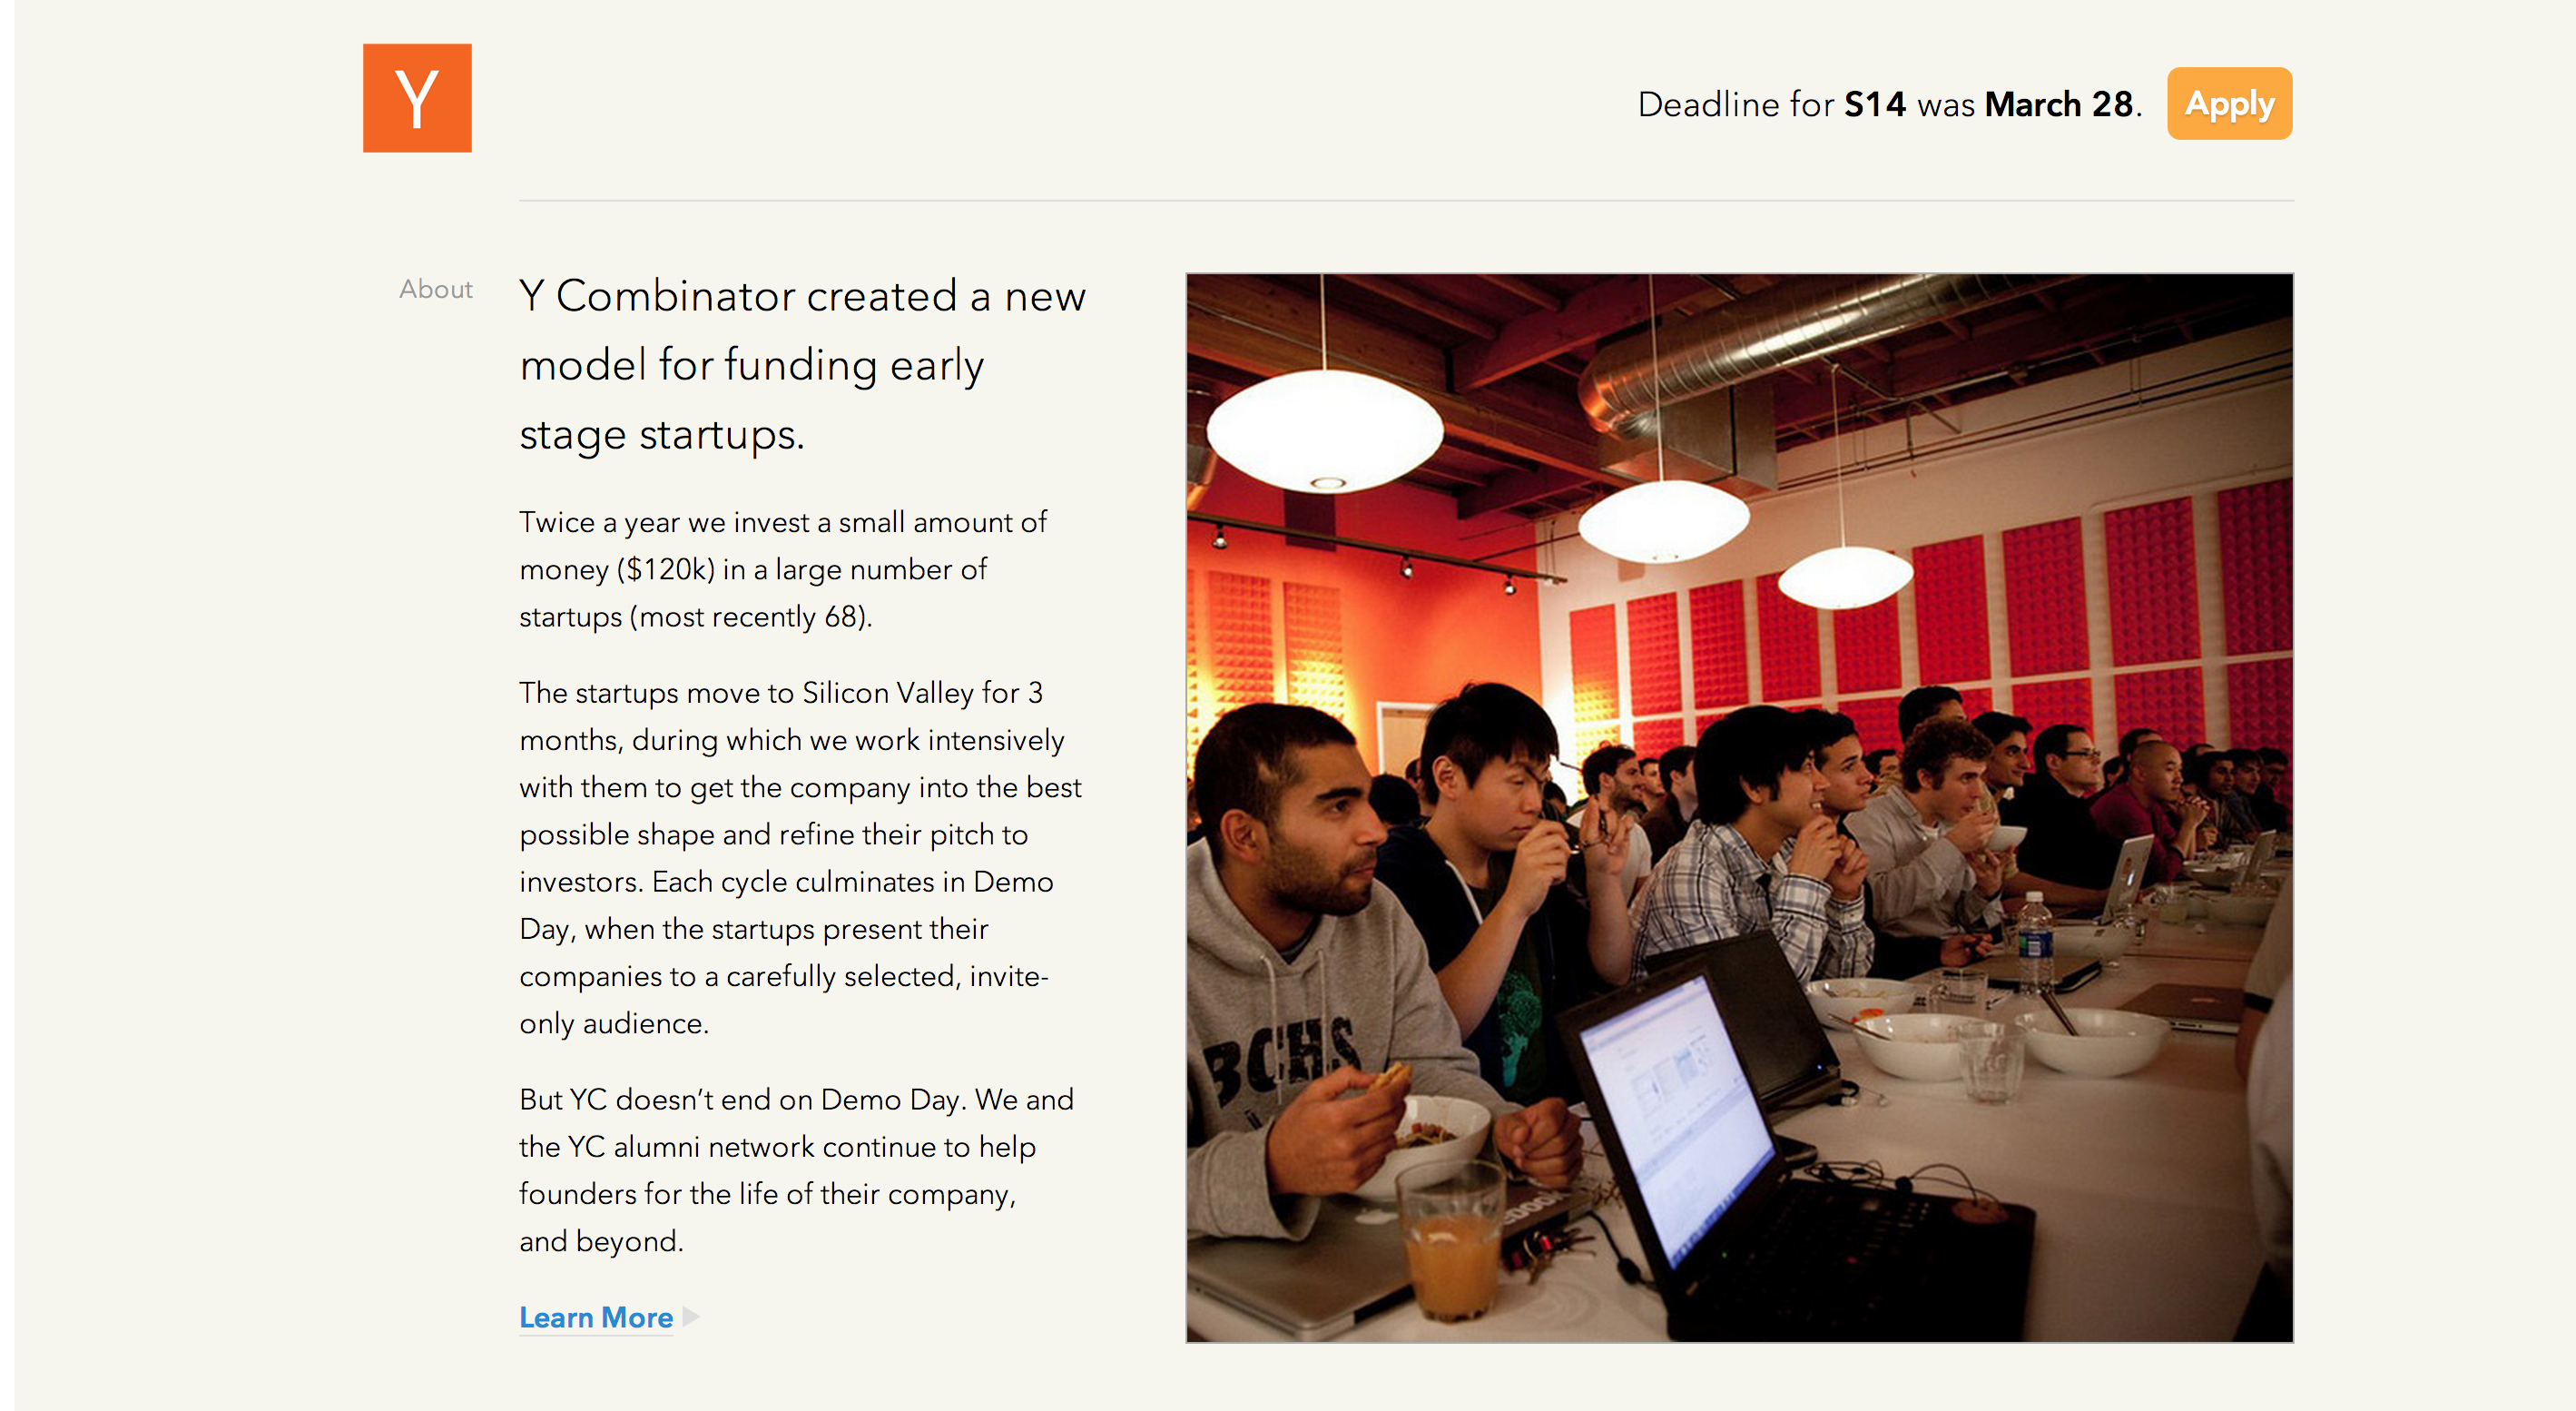 Y
Deadline for S14 was March 28.
Apply
About
Y Combinator created a new
model for funding early
stage startups.
Twice a year we invest a small amount of
money ($120k) in a large number of
startups (most recently 68).
The startups move to Silicon Valley for 3
months, during which we work intensively
with them to get the company into the best
possible shape and refine their pitch to
investors. Each cycle culminates in Demo
Day, when the startups present their
companies to a carefully selected, invite-
only audience.
But YC doesn’t end on Demo Day. We and
the YC alumni network continue to help
founders for the life of their company,
and beyond.
Learn More
BCHS